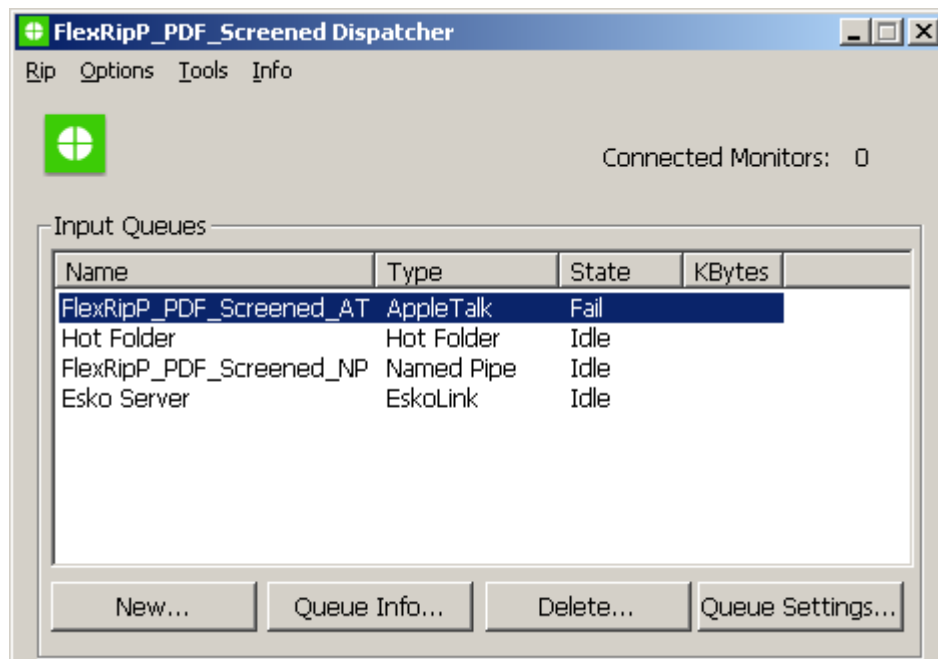 FlexRipP_PDF_Screened Dispatcher
Rip Options Tools Info
Connected Monitors: 0
Input Queues
Name Type State KBytes
FlexRipP_PDF_Screened_AT AppleTalk Fail
Hot Folder Hot Folder Idle
FlexRipP_PDF_Screened_NP Named Pipe Idle
Esko Server EskoLink Idle
New... Queue Info... Delete... Queue Settings...